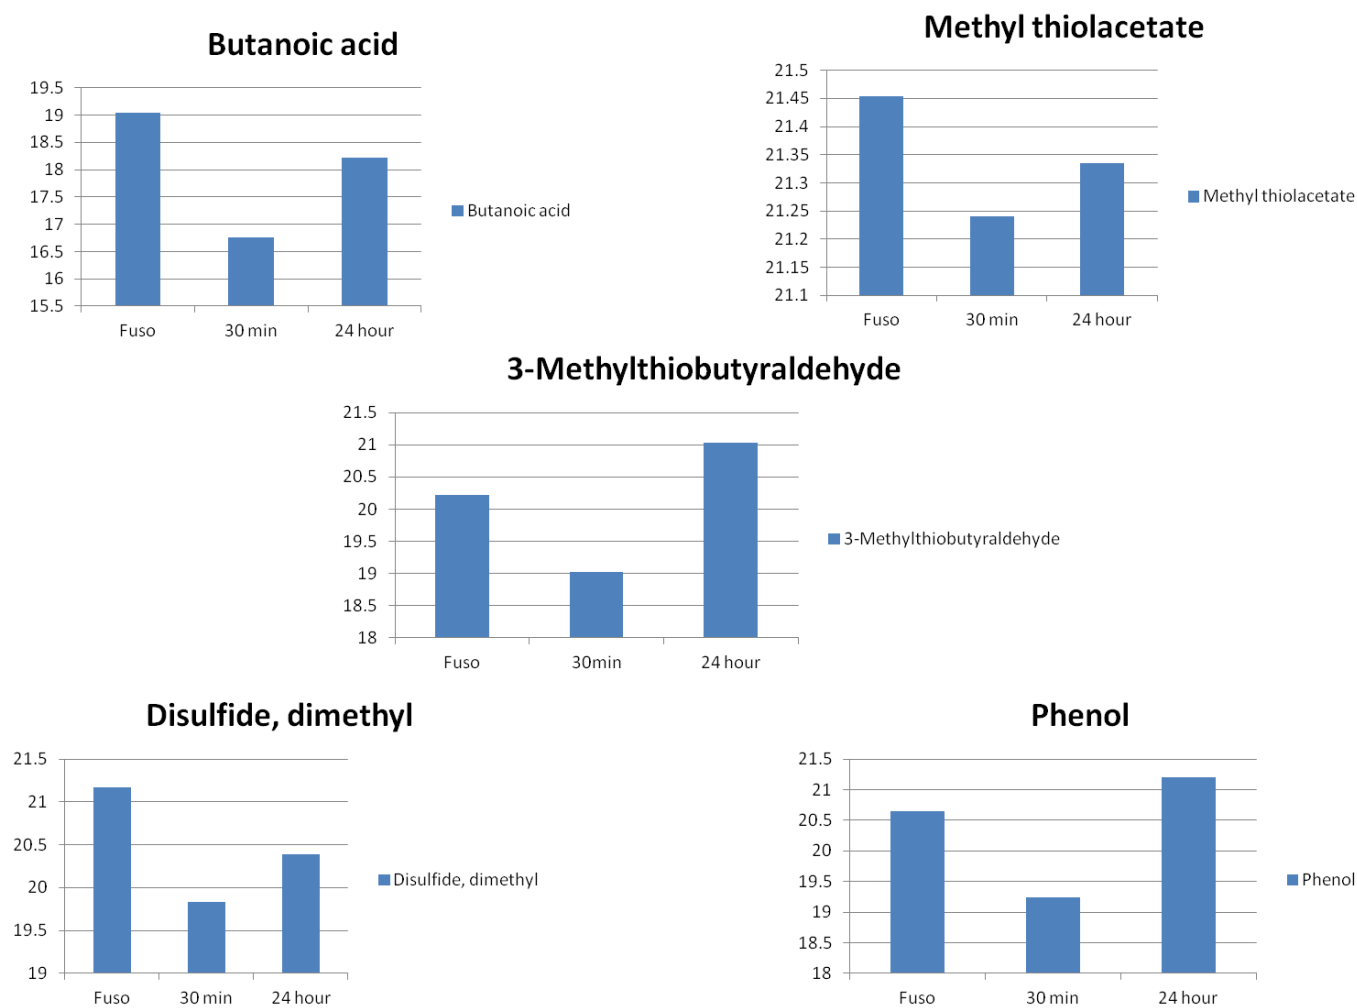 Butanoic acid
19.5
19
18.5
18
17.5
17
16.5
16
15.5
Fuso 30 min 24 hour
Butanoic acid
Methyl thiolacetate
21.5
21.45
21.4
21.35
21.3
21.25
21.2
21.15
21.1
Fuso 30 min 24 hour
Methyl thiolacetate
3-Methylthiobutyraldehyde
21.5
21
20.5
20
19.5
19
18.5
18
Fuso 30min 24 hour
3-Methylthiobutyraldehyde
Disulfide, dimethyl
21.5
21
20.5
20
19.5
19
Fuso 30 min 24 hour
Disulfide, dimethyl
Phenol
21.5
21
20.5
20
19.5
19
18.5
18
Fuso 30 min 24 hour
Phenol